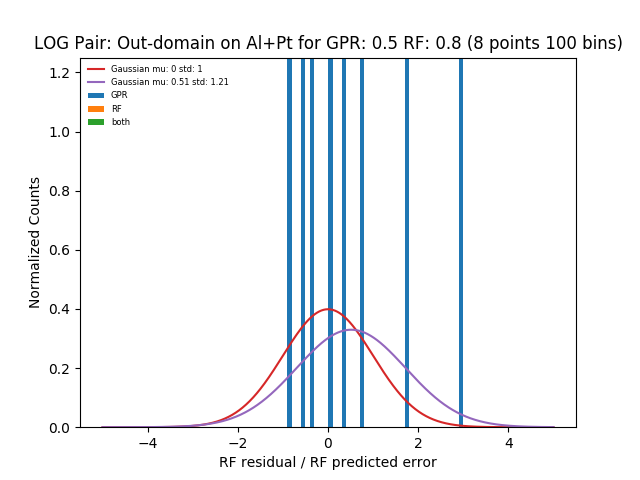 LOG Pair: Out-domain on Al+Pt for GPR: 0.5 RF: 0.8 (8 points 100 bins)
Gaussian mu: 0 std: 1
Gaussian mu: 0.51 std: 1.21
GPR
RF
both
1.2
1.0
0.8
0.6
0.4
0.2
0.0
Normalized Counts
−4 −2 0 2 4
RF residual / RF predicted error